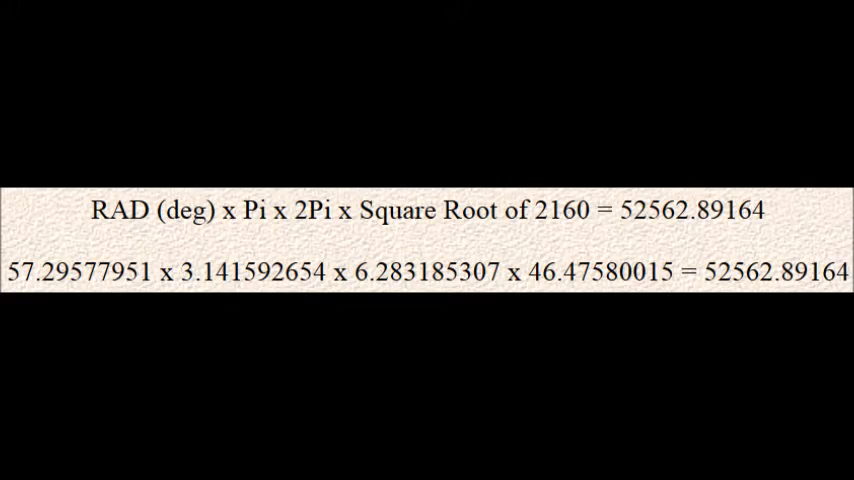 RAD (deg) x Pi x 2Pi x Square Root of 2160 = 52562.89164
57.29577951 x 3.141592654 x 6.283185307 x 46.47580015 = 52562.89164